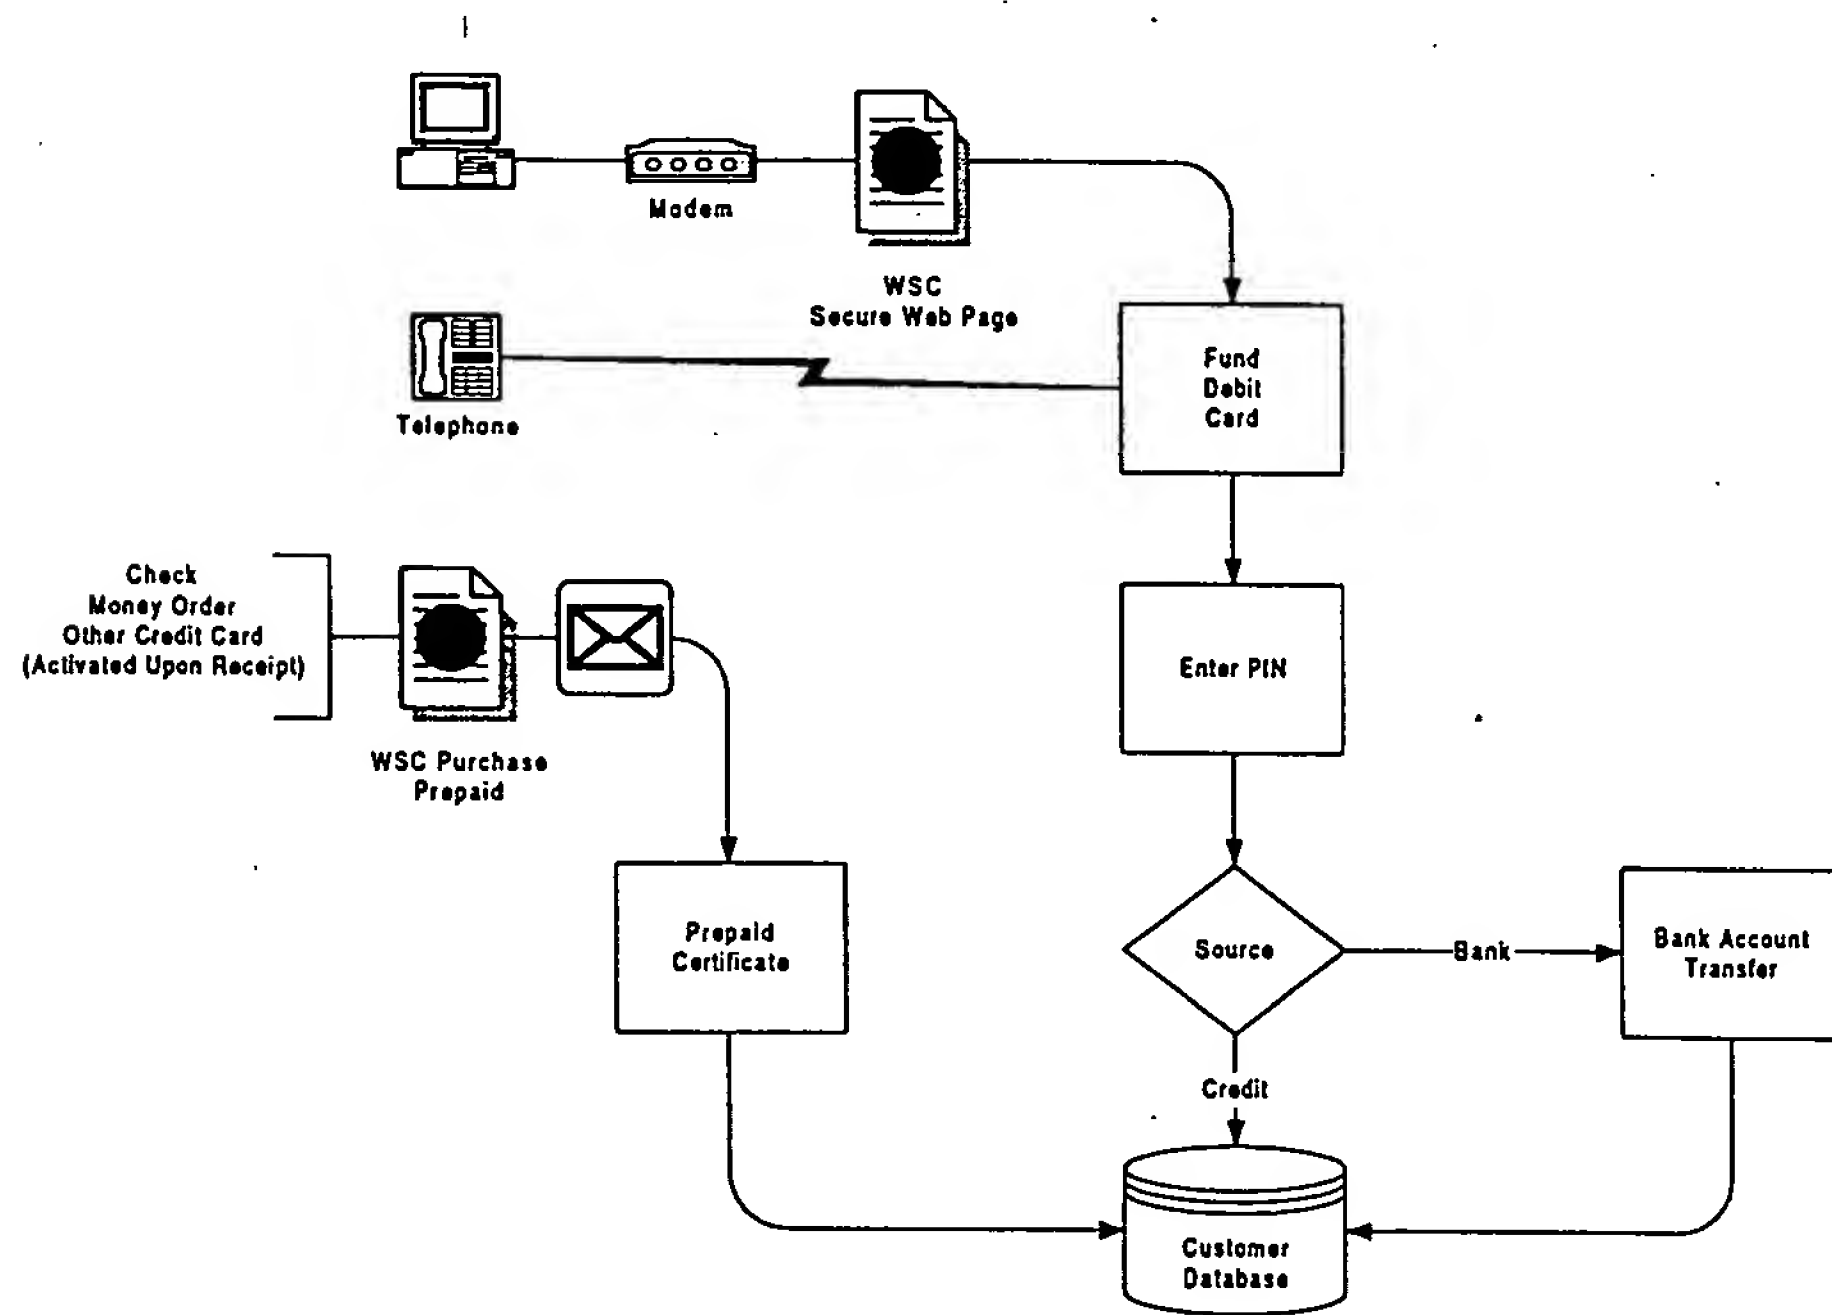 Modem
WSC
Secure Web Page
Telephone
Fund
Debit
Card
Check
Money Order
Other Credit Card
(Activated Upon Receipt)
WSC Purchase
Prepaid
Enter PIN
Prepaid
Certificate
Source
Bank
Bank Account
Transfer
Credit
Customer
Database